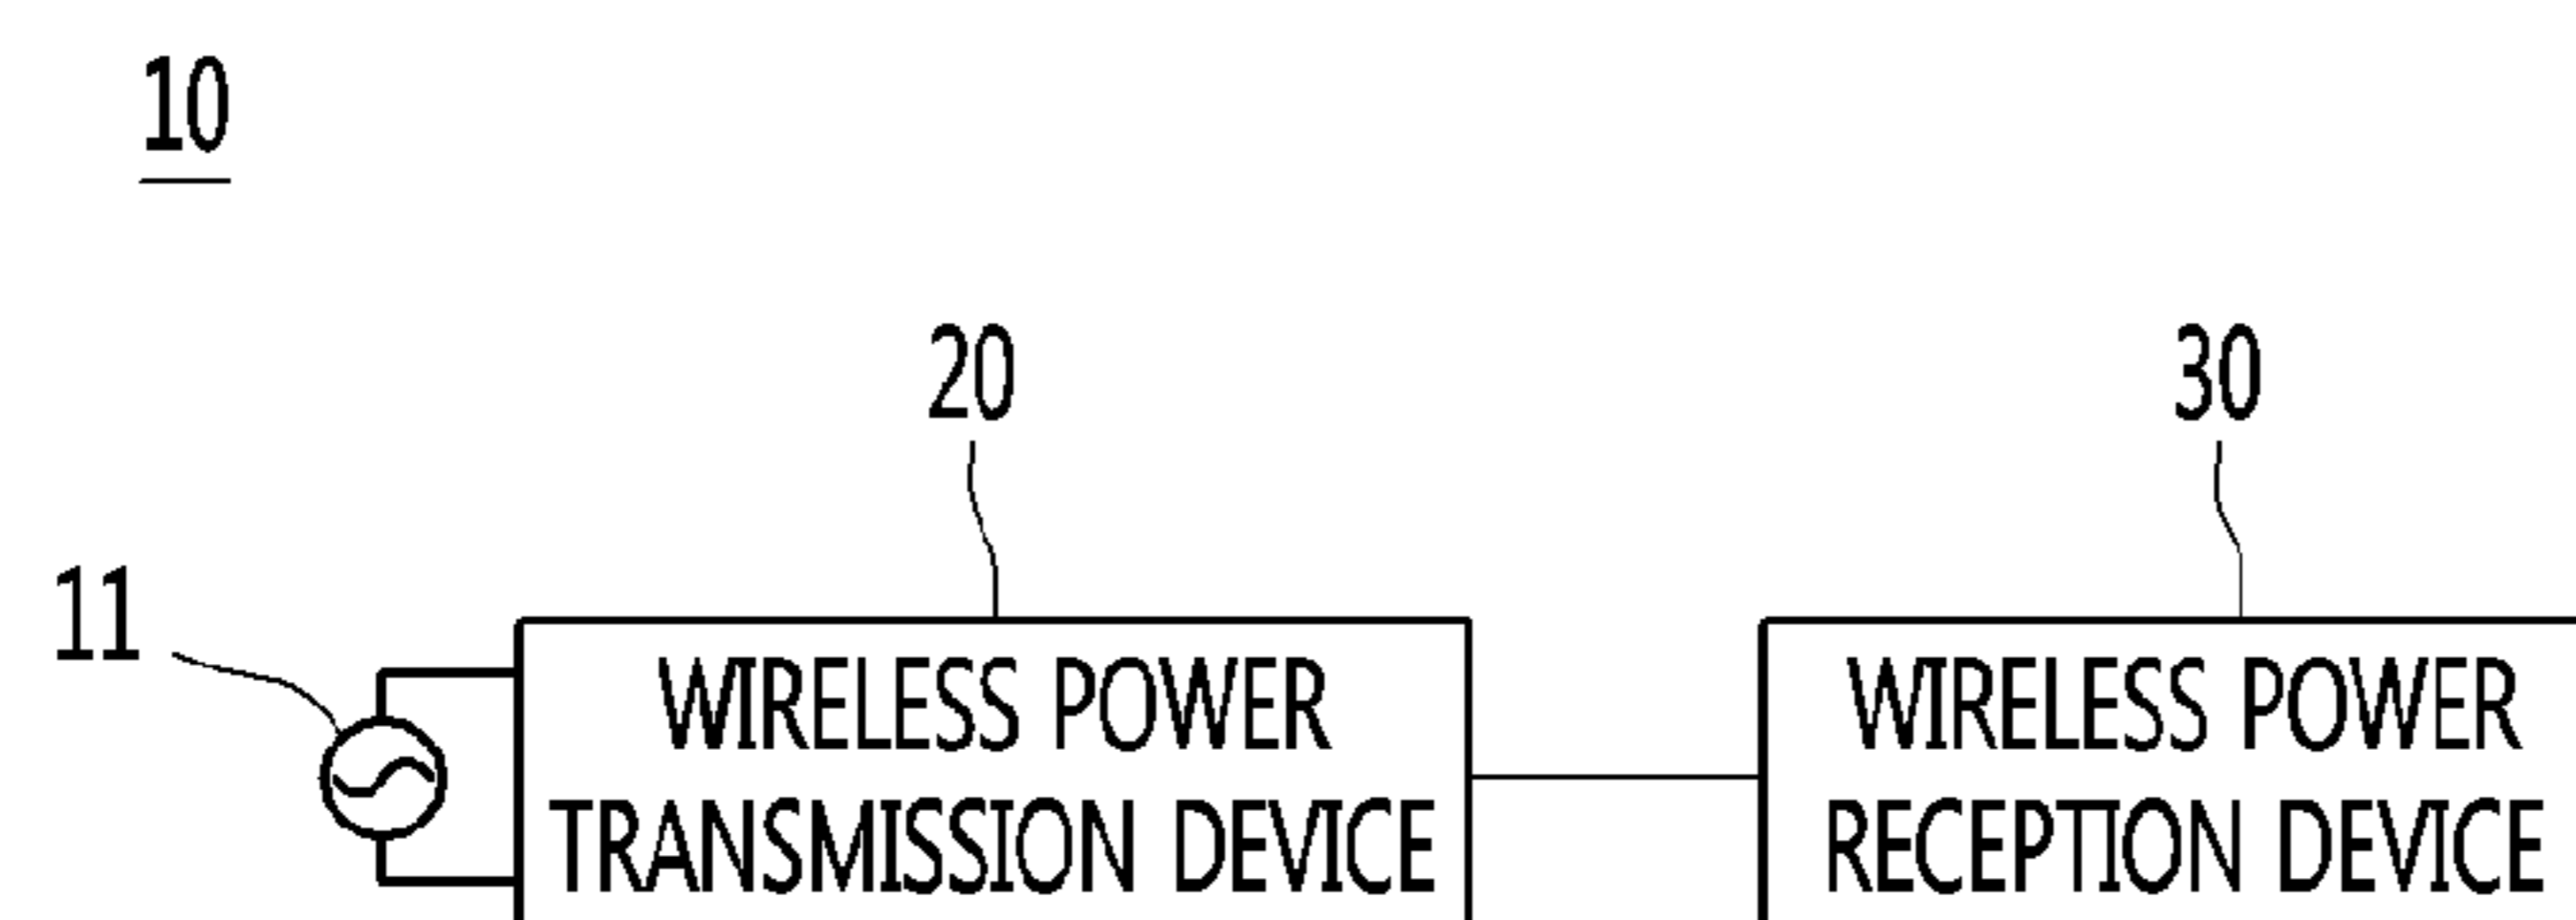 10
20
30
11
WIRELESS POWER
TRANSMISSION DEVICE
WIRELESS POWER
RECEPTION DEVICE